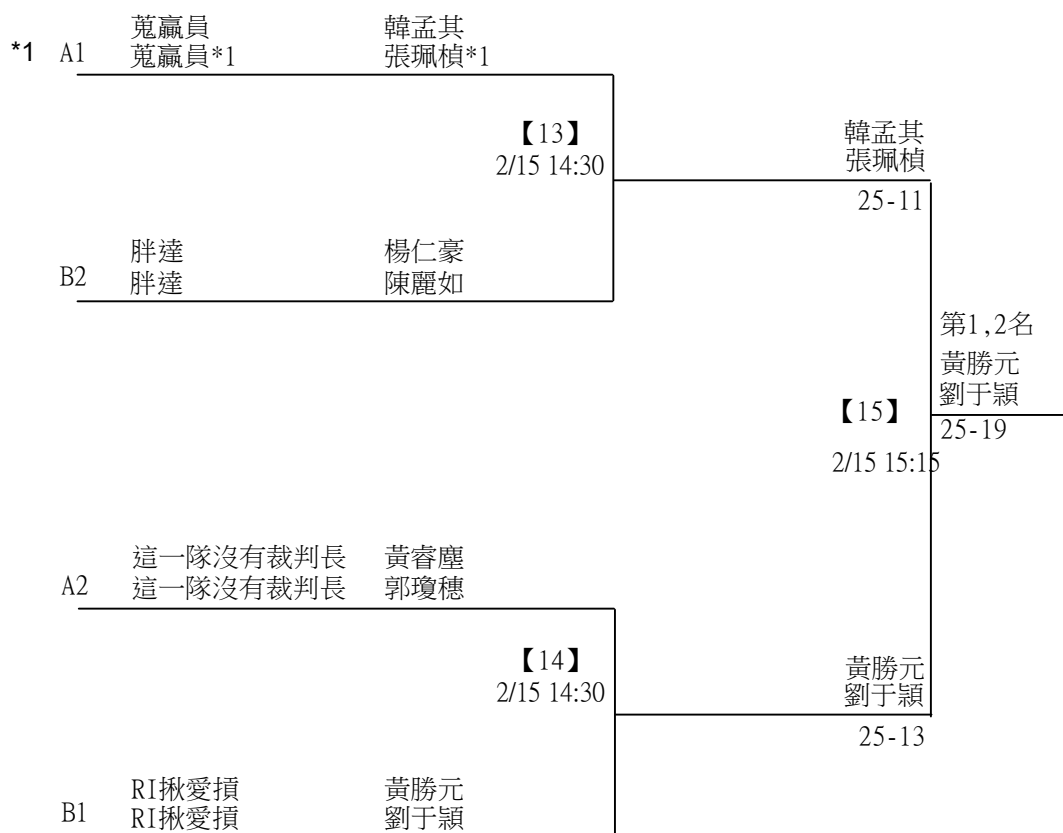 蒐贏員 韓孟其
*1 A1 蒐贏員*1 張珮楨*1
【13】 韓孟其
2/15 14:30 張珮楨
25-11
胖達 楊仁豪
B2 胖達 陳麗如
第1,2名
黃勝元
劉于穎
【15】 25-19
2/15 15:15
這一隊沒有裁判長 黃睿塵
A2 這一隊沒有裁判長 郭瓊穗
【14】 黃勝元
2/15 14:30 劉于穎
25-13
RI揪愛摃 黃勝元
B1 RI揪愛摃 劉于穎